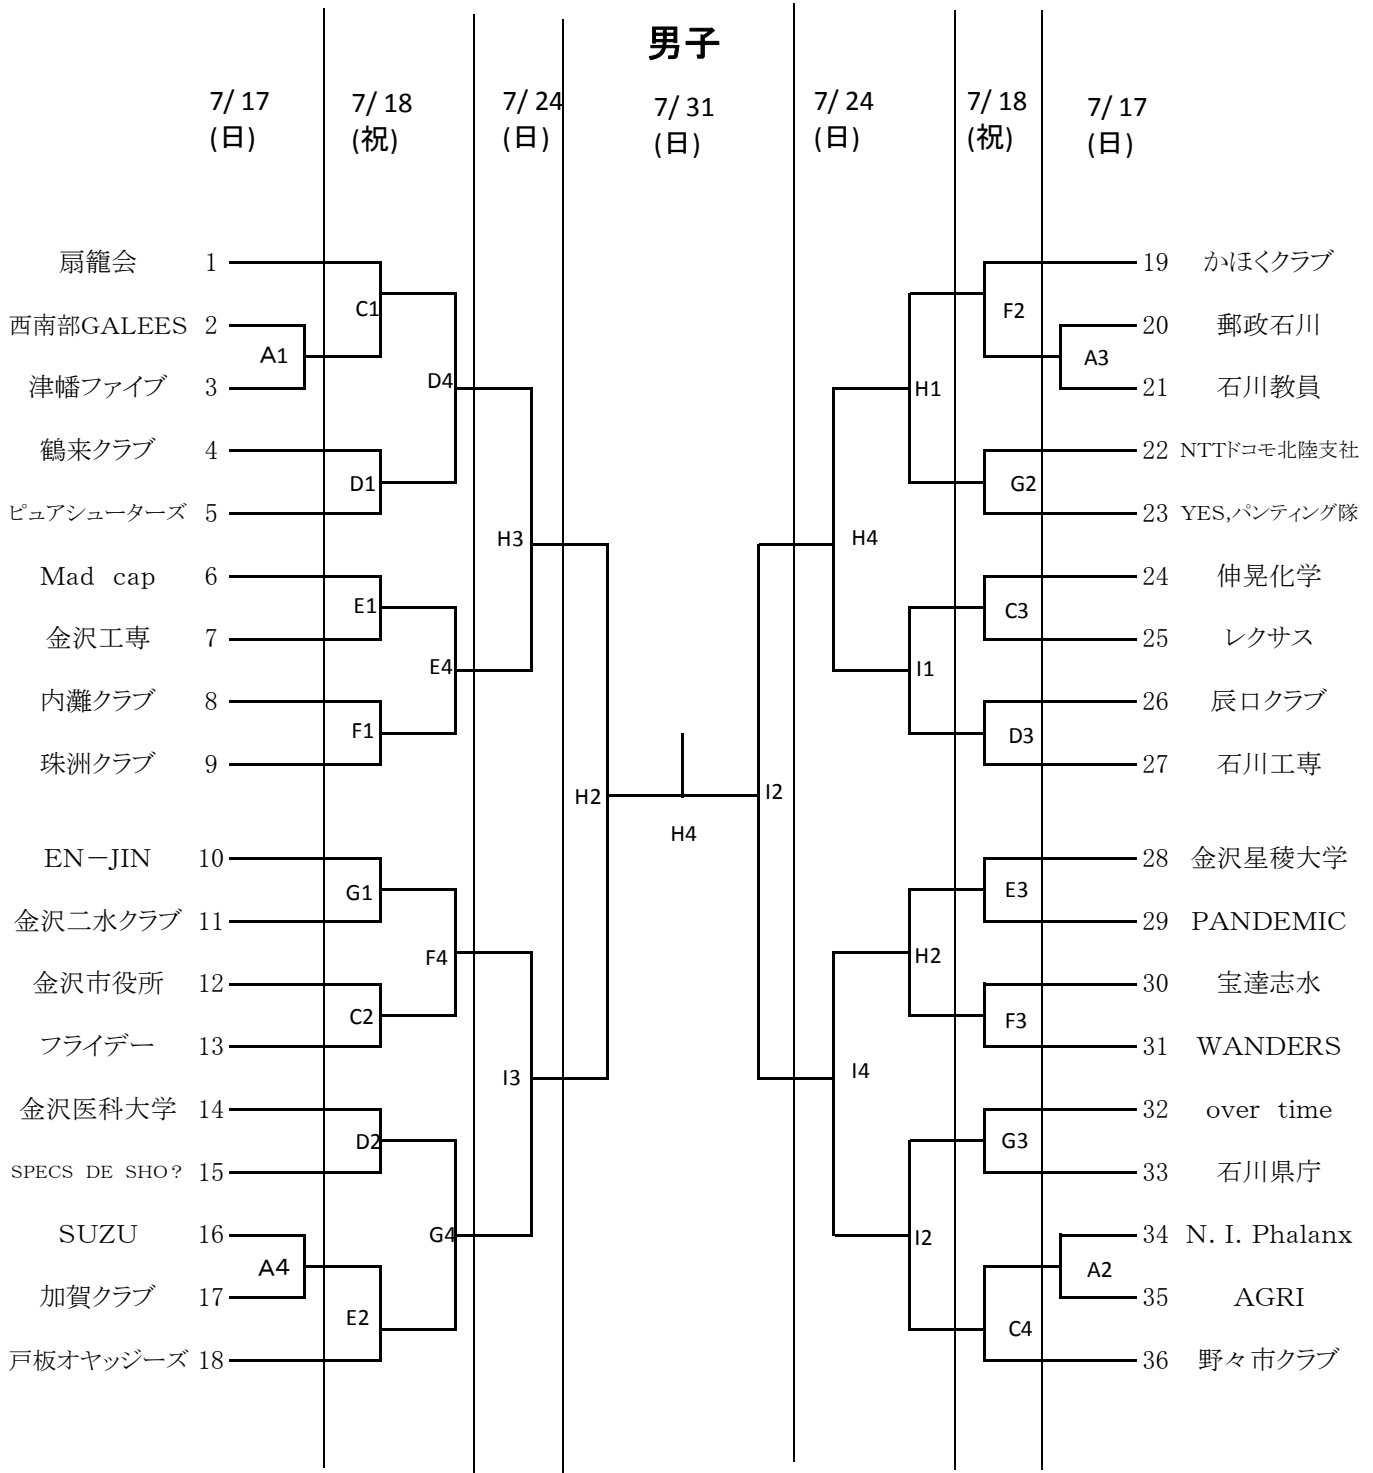 男子
7/17 7/18 7/24 7/31 7/24 7/18 7/17
(日) (祝) (日) (日) (日) (祝) (日)
扇籠会 1
西南部GALEES 2
津幡ファイブ 3
鶴来クラブ 4
ピュアシューターズ 5
Mad cap 6
金沢工専 7
内灘クラブ 8
珠洲クラブ 9
EN－JIN 10
金沢二水クラブ 11
金沢市役所 12
フライデー 13
金沢医科大学 14
SPECS DE SHO? 15
SUZU 16
加賀クラブ 17
戸板オヤッジーズ 18
A1
A4
C1
D1
E1
F1
G1
C2
D2
E2
D4
E4
F4
G4
H3
I3
H2
H4
I2
H4
I4
H1
I1
H2
I2
F2
G2
C3
D3
E3
F3
G3
C4
A3
A2
19 かほくクラブ
20 郵政石川
21 石川教員
22 NTTドコモ北陸支社
23 YES,パンティング隊
24 伸晃化学
25 レクサス
26 辰口クラブ
27 石川工専
28 金沢星稜大学
29 PANDEMIC
30 宝達志水
31 WANDERS
32 over time
33 石川県庁
34 N. I. Phalanx
35 AGRI
36 野々市クラブ